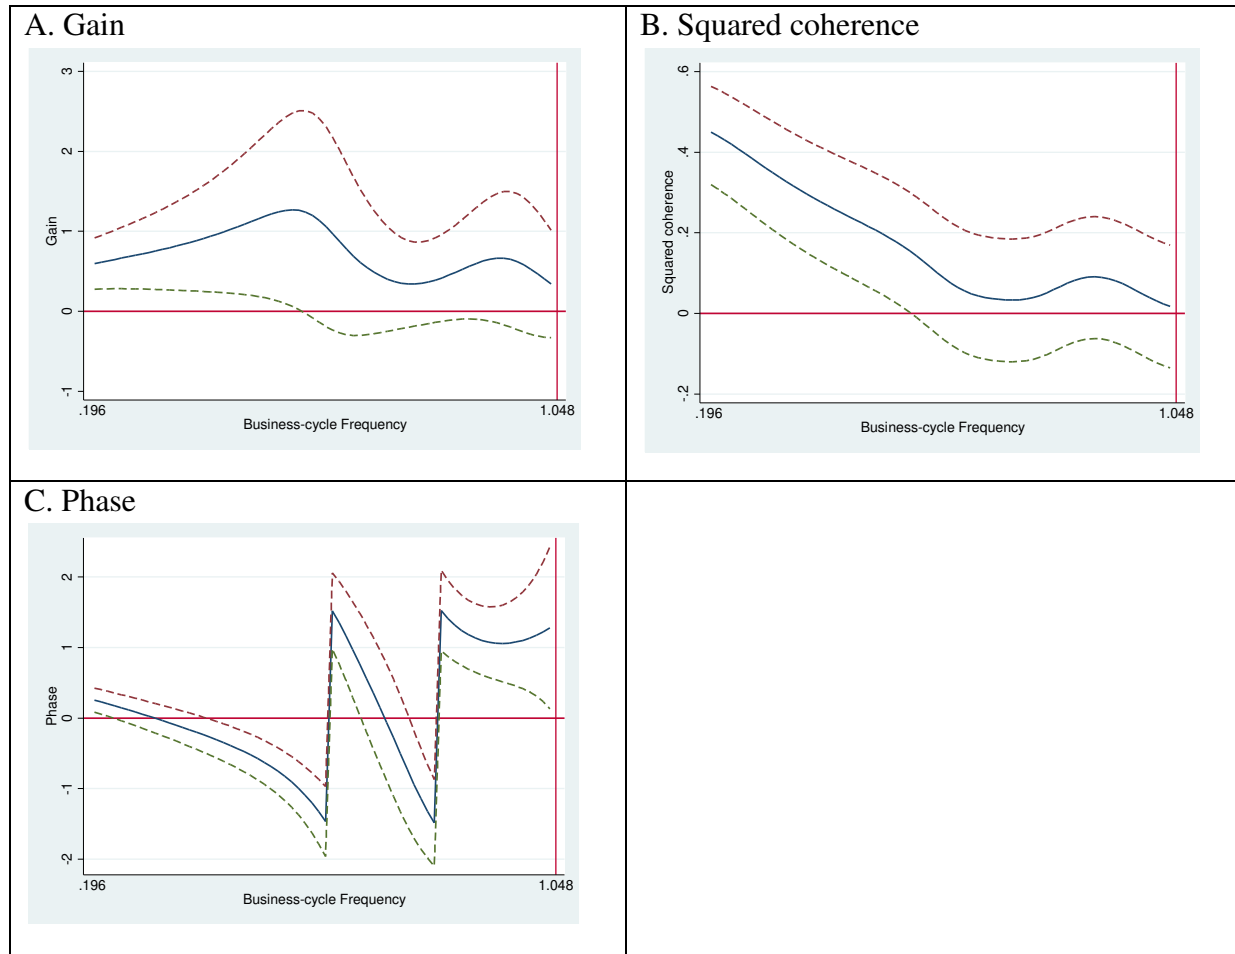 A. Gain
3
2
1
0
-1
Gain
.196
1.048
Business-cycle Frequency
B. Squared coherence
.6
.4
.2
0
-.2
Squared coherence
.196
1.048
Business-cycle Frequency
C. Phase
2
1
0
-1
-2
Phase
.196
1.048
Business-cycle Frequency